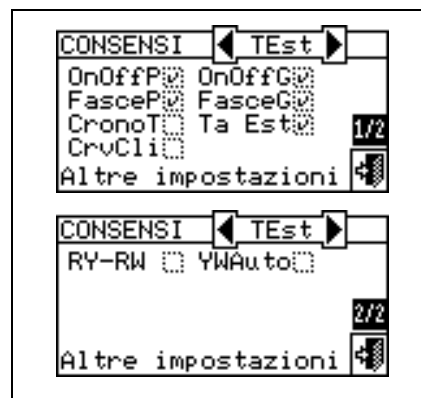 CONSENSI TEst
OnOffP OnOffG
FasceP FasceG
CronoT Ta Est
CrvCli
1/2
Altre impostazioni
CONSENSI TEst
RY-RW YWAuto
2/2
Altre impostazioni